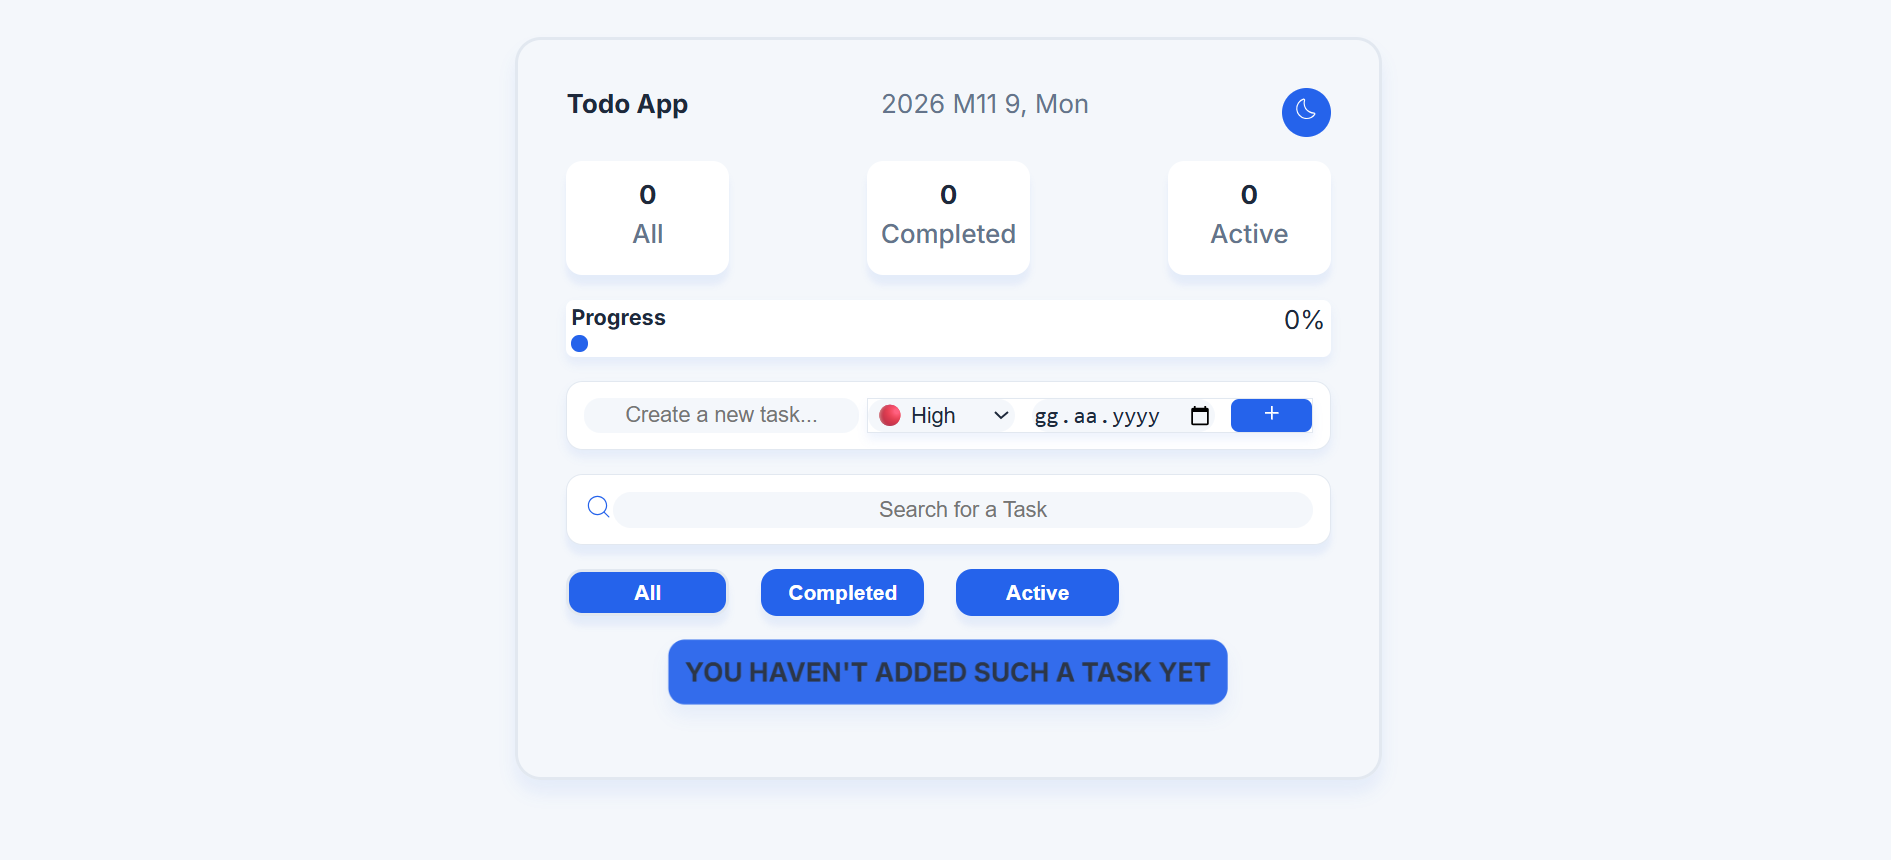 Todo App
2026 M11 9, Mon
0
All
0
Completed
0
Active
Progress
0%
Create a new task...
High
gg.aa.yyyy
+
Search for a Task
All
Completed
Active
YOU HAVEN'T ADDED SUCH A TASK YET